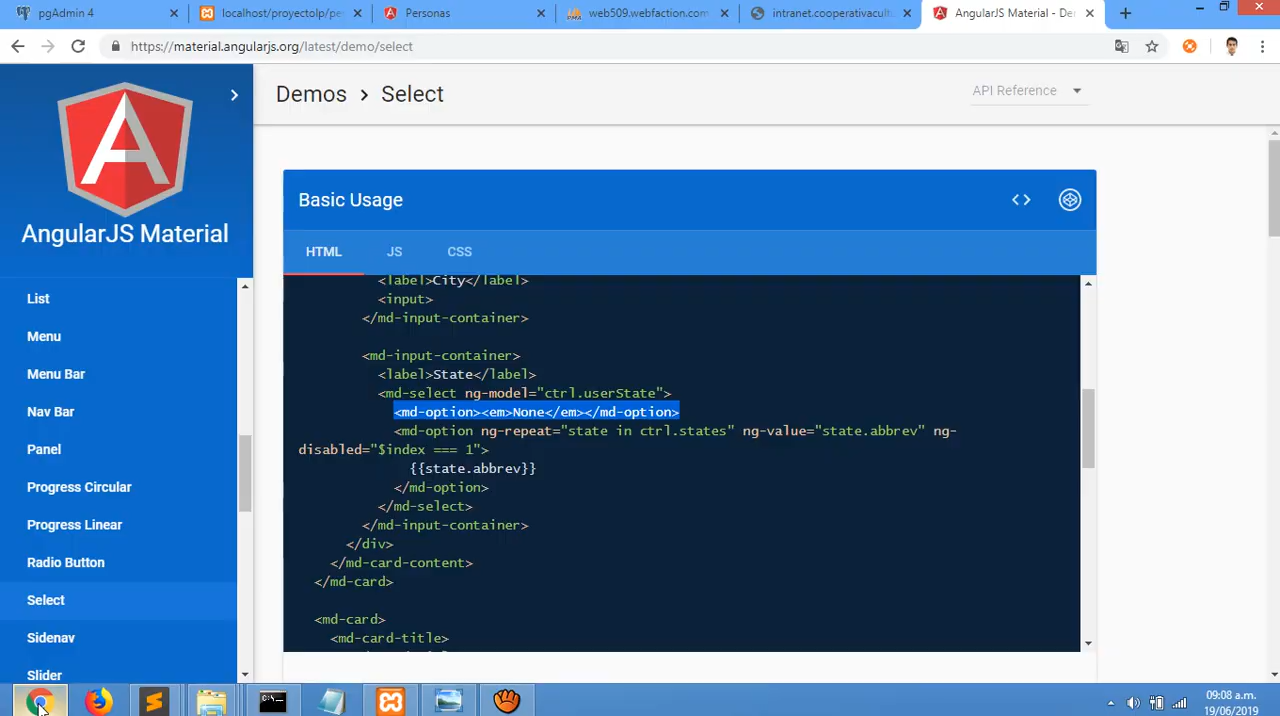 pgAdmin 4
localhost/proyectolp/pe
Personas
web509.webfaction.com
intranet.cooperativacult
AngularJS Material - De
https://material.angularjs.org/latest/demo/select
Demos > Select
API Reference
AngularJS Material
List
Menu
Menu Bar
Nav Bar
Panel
Progress Circular
Progress Linear
Radio Button
Select
Sidenav
Slider
Basic Usage
HTML JS CSS
<label>City</label>
<input>
</md-input-container>
<md-input-container>
<label>State</label>
<md-select ng-model="ctrl.userState">
<md-option><em>None</em></md-option>
<md-option ng-repeat="state in ctrl.states" ng-value="state.abbrev" ng-
disabled="$index === 1">
{{state.abbrev}}
</md-option>
</md-select>
</md-input-container>
</div>
</md-card-content>
</md-card>
<md-card>
<md-card-title>
09:08 a.m.
19/06/2019